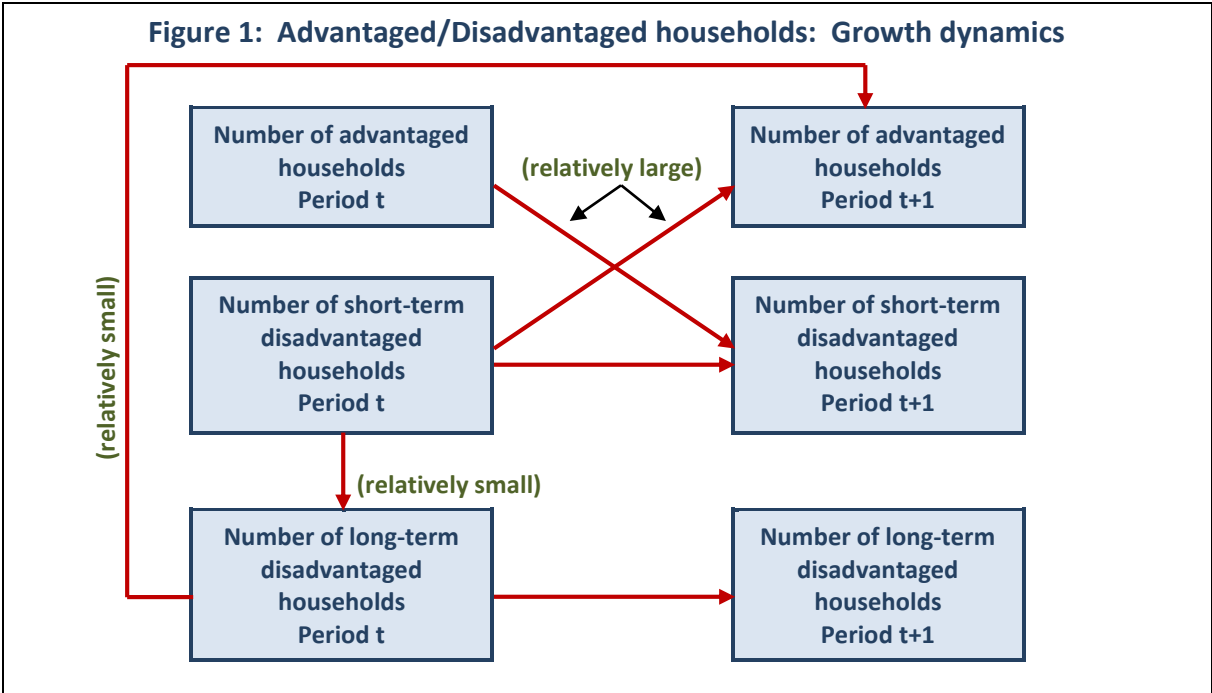 Figure 1: Advantaged/Disadvantaged households: Growth dynamics
Number of advantaged
households
Period t
(relatively large)
Number of advantaged
households
Period t+1
(relatively small)
Number of short-term
disadvantaged
households
Period t
Number of short-term
disadvantaged
households
Period t+1
(relatively small)
Number of long-term
disadvantaged
households
Period t
Number of long-term
disadvantaged
households
Period t+1